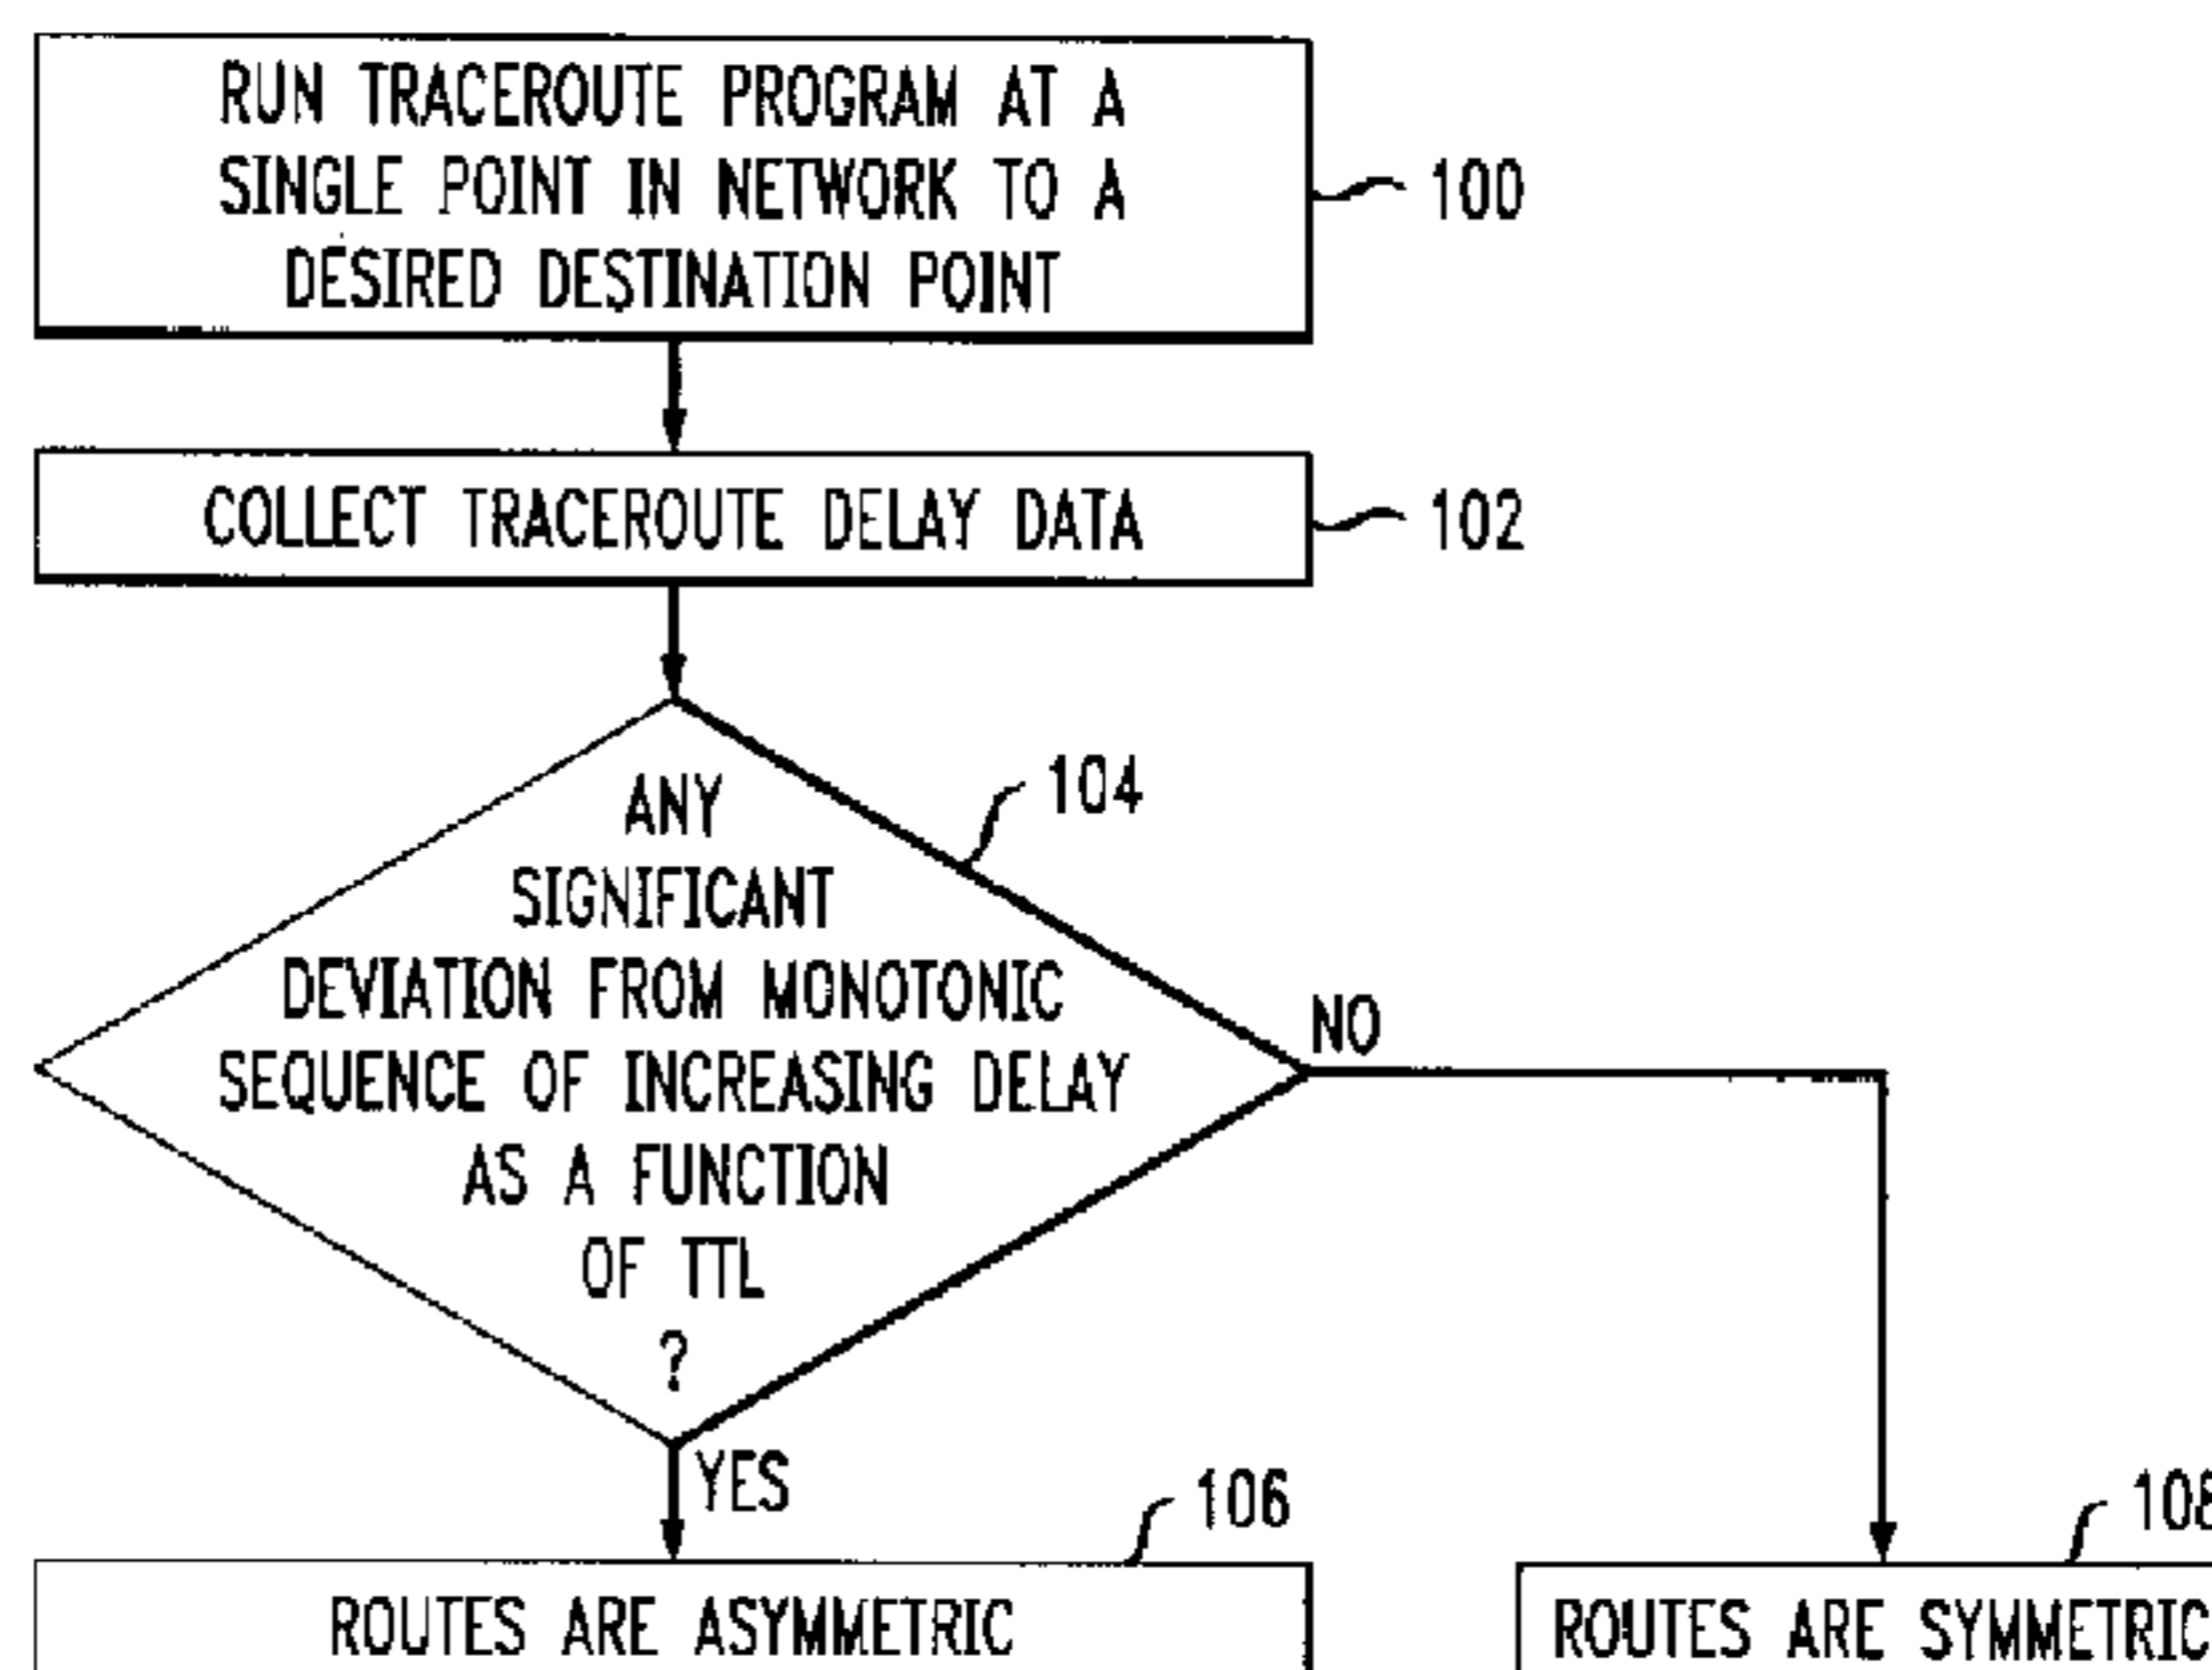 RUN TRACEROUTE PROGRAM AT A
SINGLE POINT IN NETWORK TO A
DESIRED DESTINATION POINT
100
COLLECT TRACEROUTE DELAY DATA
102
104
ANY
SIGNIFICANT
DEVIATION FROM MONOTONIC
SEQUENCE OF INCREASING DELAY
AS A FUNCTION
OF TTL
?
NO
YES
106
ROUTES ARE ASYMMETRIC
108
ROUTES ARE SYMMETRIC